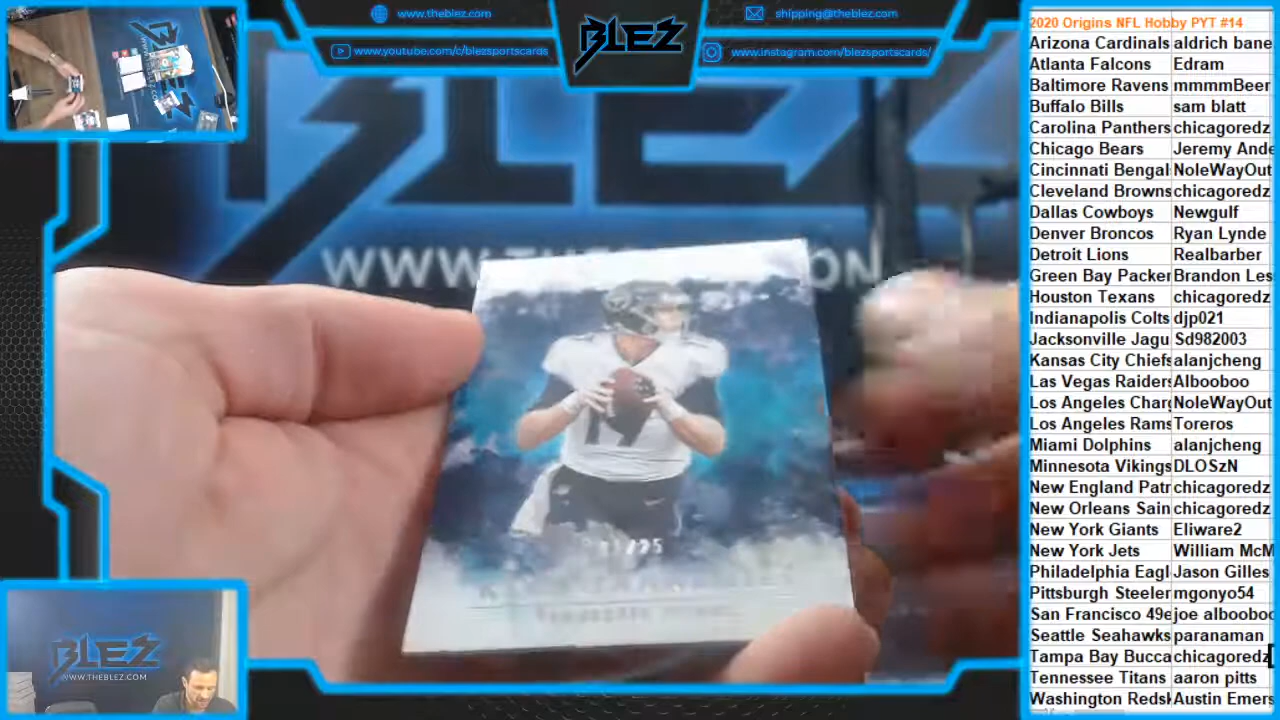 www.theblez.com
shipping@theblez.com
www.youtube.com/c/blezsportscards
www.instagram.com/blezsportscards/
BLEZ
BLEZ
WWW.
17
/25
BLEZ
WWW.THEBLEZ.COM
2020 Origins NFL Hobby PYT #14
Arizona Cardinals aldrich bane
Atlanta Falcons Edram
Baltimore Ravens mmmmBeer
Buffalo Bills sam blatt
Carolina Panthers chicagoredz
Chicago Bears Jeremy Ande
Cincinnati Bengal NoleWayOut
Cleveland Browns chicagoredz
Dallas Cowboys Newgulf
Denver Broncos Ryan Lynde
Detroit Lions Realbarber
Green Bay Packer Brandon Les
Houston Texans chicagoredz
Indianapolis Colts djp021
Jacksonville Jagu Sd982003
Kansas City Chiefs alanjcheng
Las Vegas Raiders Albooboo
Los Angeles Charg NoleWayOut
Los Angeles Rams Toreros
Miami Dolphins alanjcheng
Minnesota Vikings DLOSzN
New England Patr chicagoredz
New Orleans Sain chicagoredz
New York Giants Eliware2
New York Jets William McM
Philadelphia Eagl Jason Gilles
Pittsburgh Steeler mgonyo54
San Francisco 49e joe albooboo
Seattle Seahawks paranaman
Tampa Bay Bucca chicagoredz
Tennessee Titans aaron pitts
Washington Redsk Austin Emers